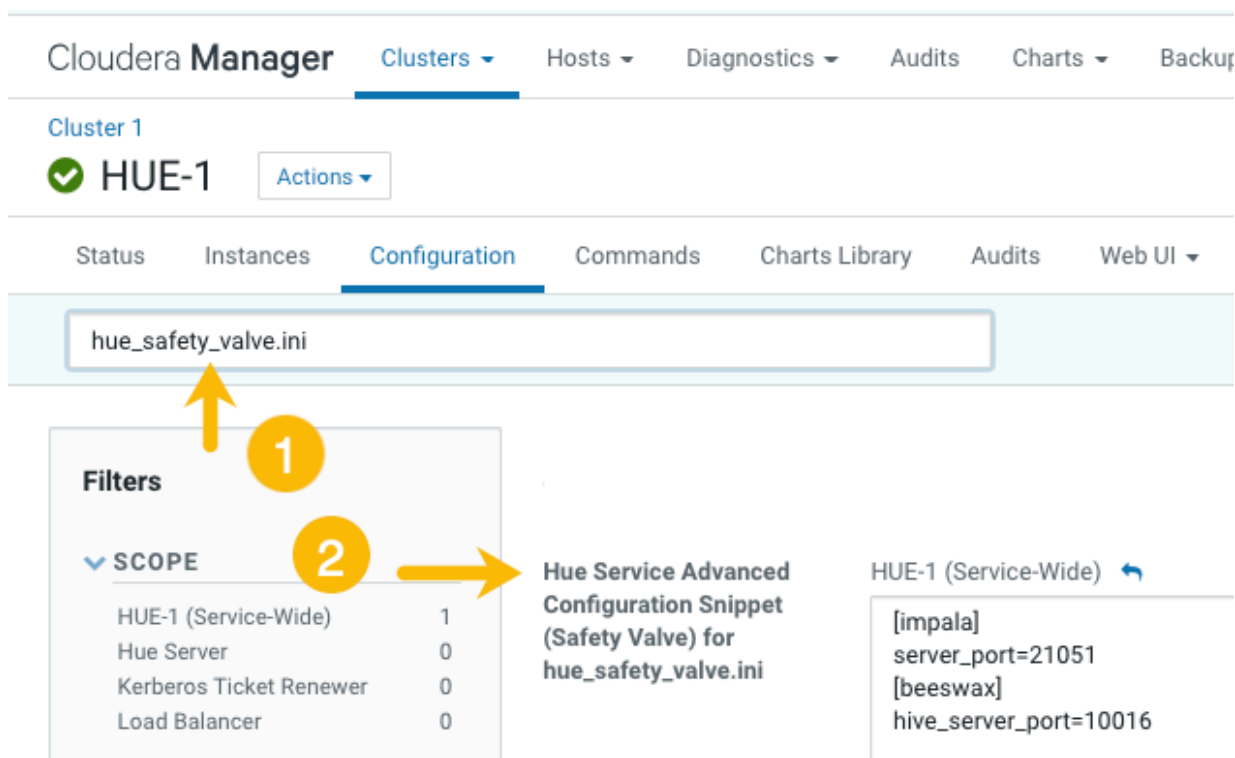 Cloudera Manager Clusters Hosts Diagnostics Audits Charts
Cluster 1
HUE-1 Actions
Status Instances Configuration Commands Charts Library Audits Web UI
hue_safety_valve.ini
1
Filters
2
SCOPE
HUE-1 (Service-Wide) 1
Hue Server 0
Kerberos Ticket Renewer 0
Load Balancer 0
Hue Service Advanced
Configuration Snippet
(Safety Valve) for
hue_safety_valve.ini
HUE-1 (Service-Wide)
[impala]
server_port=21051
[beeswax]
hive_server_port=10016